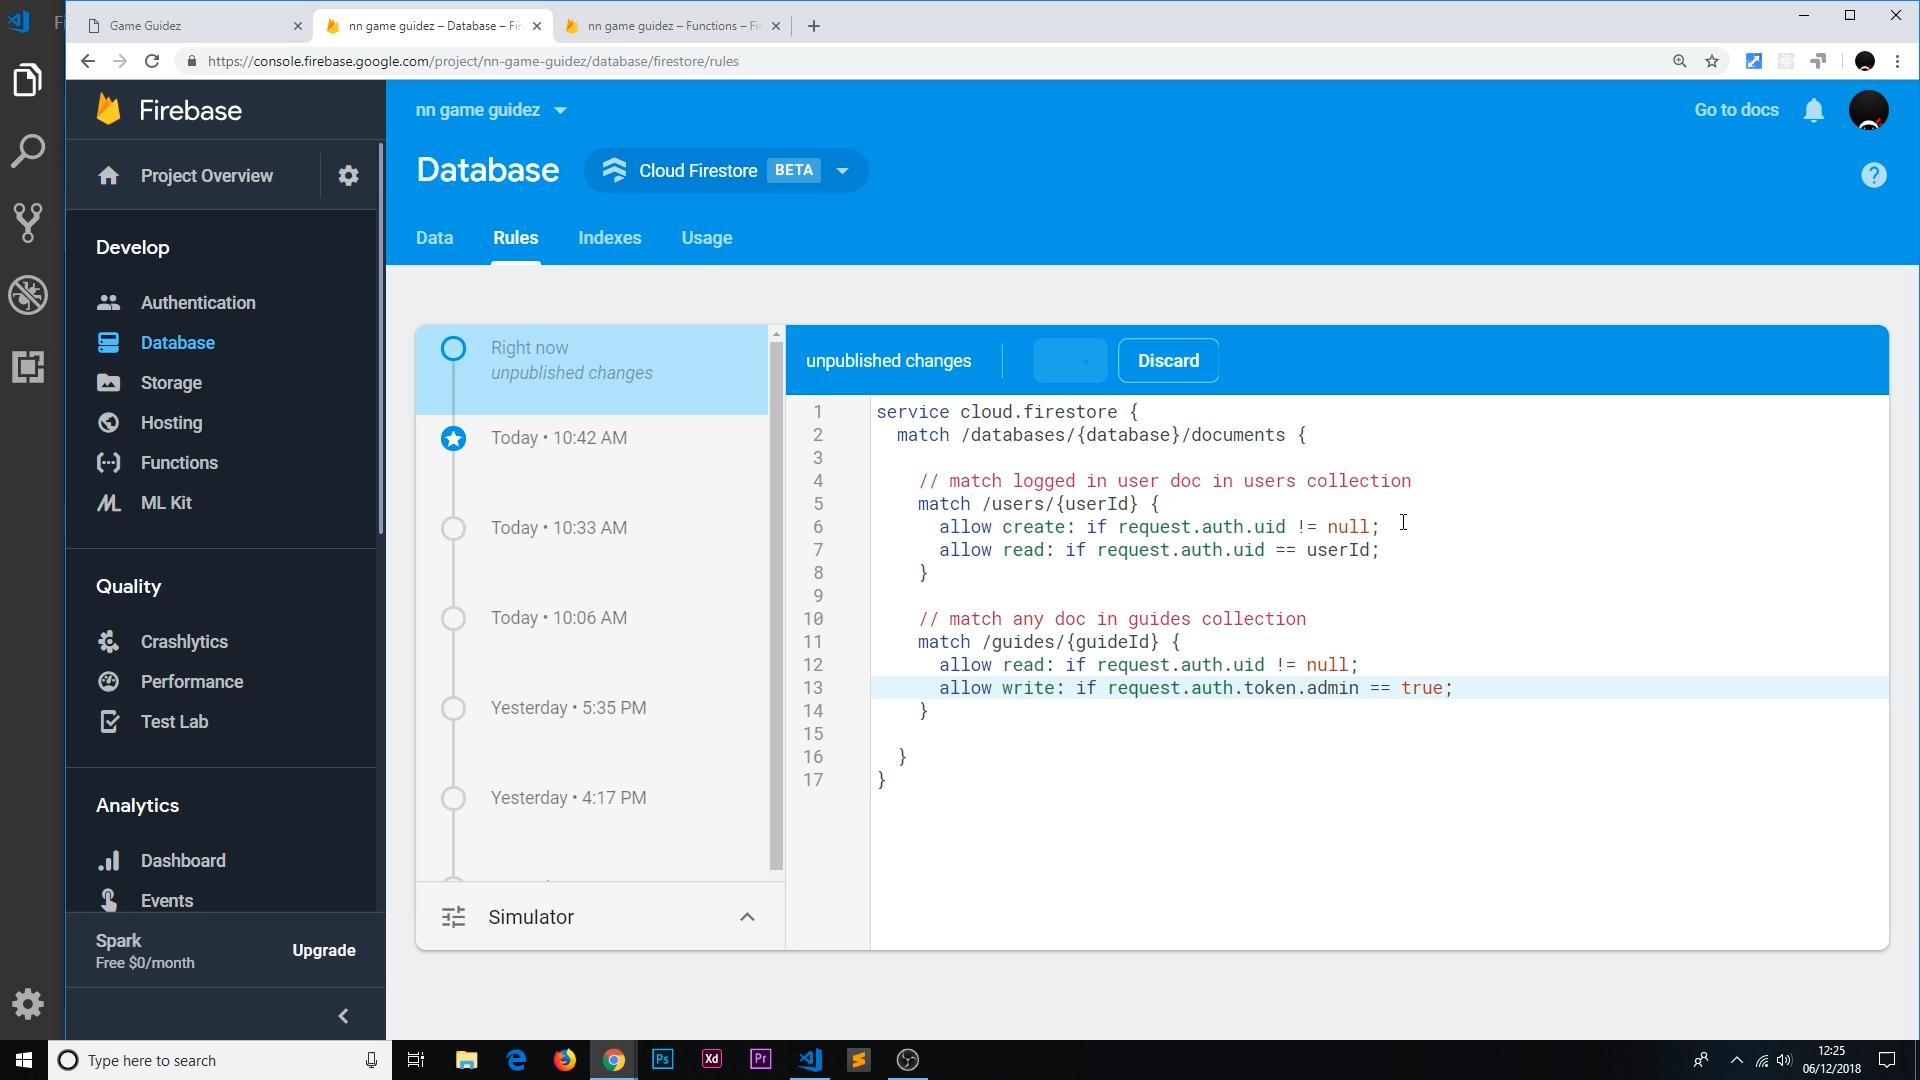 Game Guidez
nn game guidez – Database – Fir
nn game guidez – Functions – Fi
https://console.firebase.google.com/project/nn-game-guidez/database/firestore/rules
Firebase
nn game guidez
Go to docs
Project Overview
Database
Cloud Firestore BETA
Data
Rules
Indexes
Usage
Develop
Authentication
Database
Storage
Hosting
Functions
ML Kit
Quality
Crashlytics
Performance
Test Lab
Analytics
Dashboard
Events
Spark
Free $0/month
Upgrade
Right now
unpublished changes
Today • 10:42 AM
Today • 10:33 AM
Today • 10:06 AM
Yesterday • 5:35 PM
Yesterday • 4:17 PM
Simulator
unpublished changes
Discard
1 service cloud.firestore {
2 match /databases/{database}/documents {
3
4 // match logged in user doc in users collection
5 match /users/{userId} {
6 allow create: if request.auth.uid != null;
7 allow read: if request.auth.uid == userId;
8 }
9
10 // match any doc in guides collection
11 match /guides/{guideId} {
12 allow read: if request.auth.uid != null;
13 allow write: if request.auth.token.admin == true;
14 }
15
16 }
17 }
Type here to search
Ps
Xd
Pr
12:25
06/12/2018